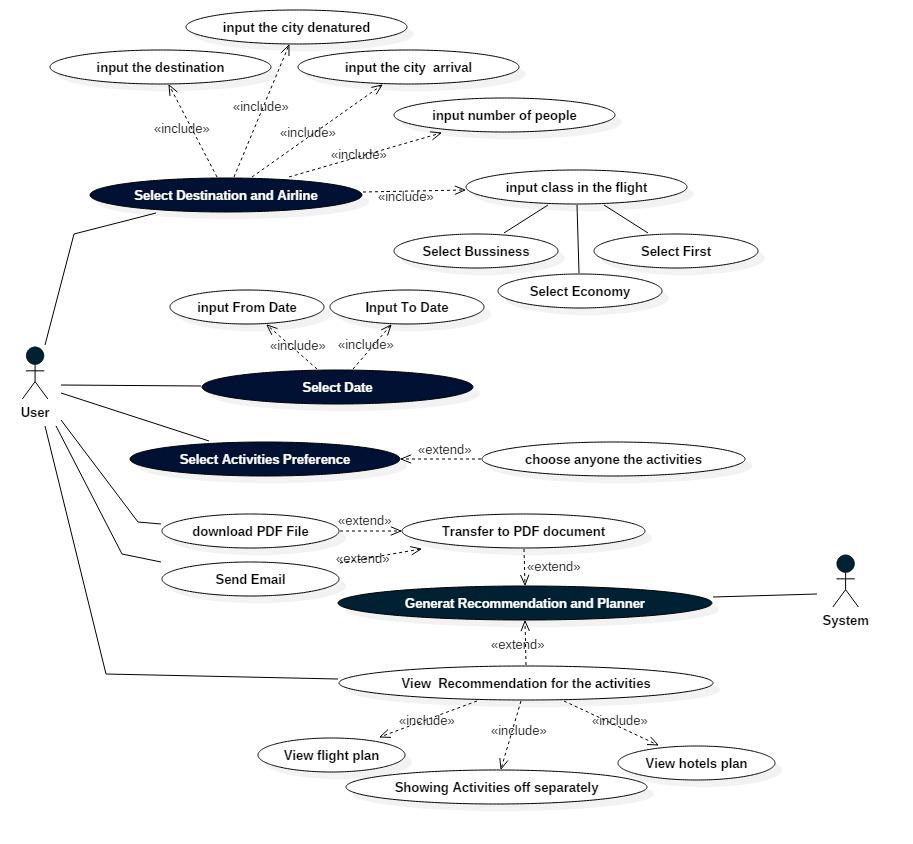 input the city denatured
input the destination
input the city  arrival
«include»
input number of people
«include»
«include»
«include»
input class in the flight
Select Destination and Airline
«include»
Select Bussiness
Select First
Select Economy
input From Date
Input To Date
«include»
«include»
Select Date
User
«extend»
Select Activities Preference
choose anyone the activities
«extend»
download PDF File
Transfer to PDF document
«extend»
«extend»
Send Email
Generat Recommendation and Planner
System
«extend»
View  Recommendation for the activities
«include»
«include»
«include»
View flight plan
View hotels plan
Showing Activities off separately